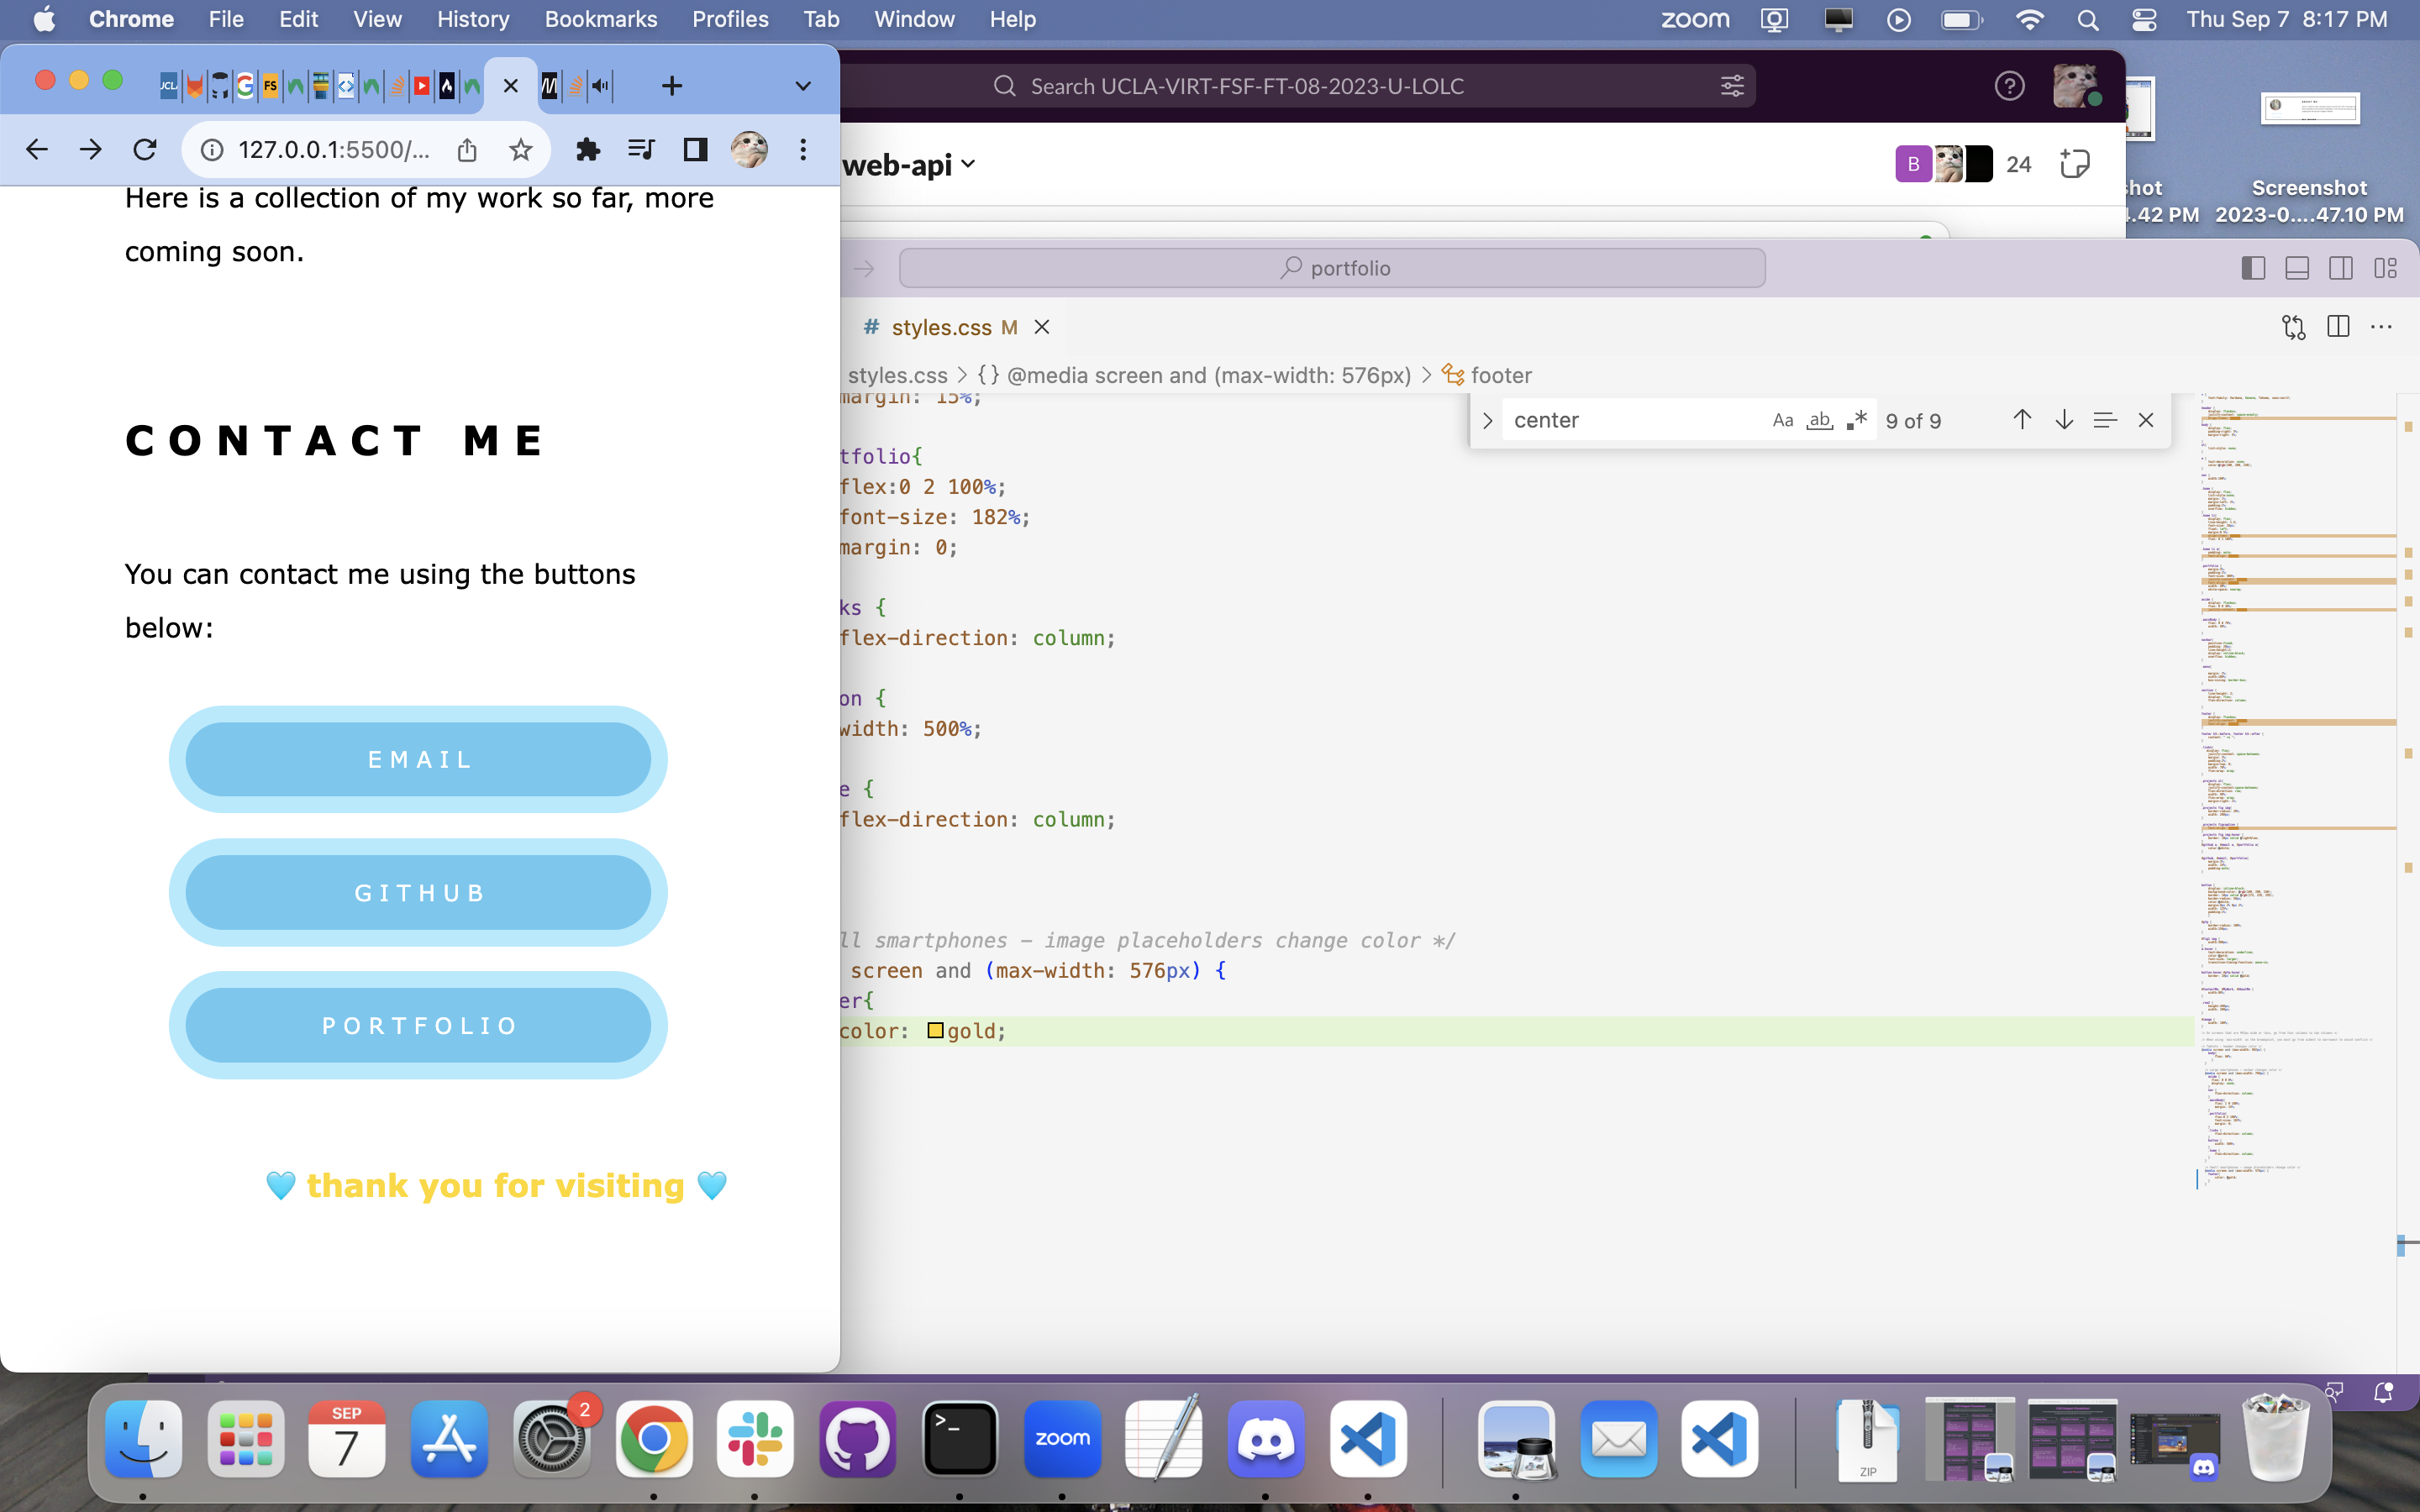 Chrome File Edit View History Bookmarks Profiles Tab Window Help zoom Thu Sep 7 8:17 PM
UCL G FS
Search UCLA-VIRT-FSF-FT-08-2023-U-LOLC
127.0.0.1:5500/...
web-api
B 24
shot
Screenshot
4.42 PM 2023-0....47.10 PM
Here is a collection of my work so far, more
coming soon.
CONTACT ME
You can contact me using the buttons
below:
EMAIL
GITHUB
PORTFOLIO
🩵 thank you for visiting 🩵
portfolio
# styles.css M
styles.css > {} @media screen and (max-width: 576px) > footer
center Aa ab .* 9 of 9
margin: 15%;
tfolio{
flex:0 2 100%;
font-size: 182%;
margin: 0;
ks {
flex-direction: column;
on {
width: 500%;
e {
flex-direction: column;
ll smartphones - image placeholders change color */
screen and (max-width: 576px) {
er{
color: gold;
SEP
7
2
>_
zoom
ZIP